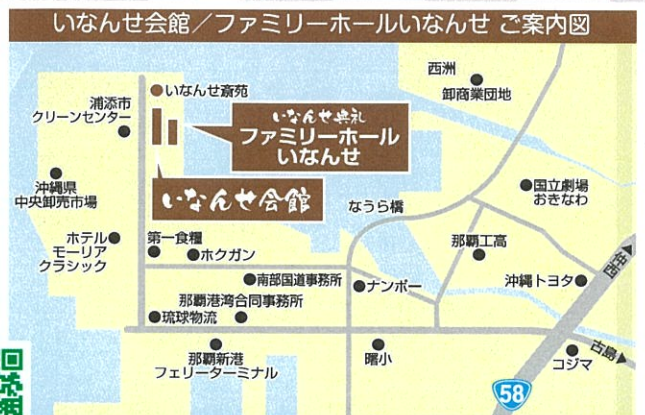 いなんせ会館／ファミリーホールいなんせ ご案内図
西洲
卸商業団地
いなんせ斎苑
浦添市
クリーンセンター
いなんせ典礼
ファミリーホール
いなんせ
沖縄県
中央卸売市場
いなんせ会館
国立劇場
おきなわ
なうら橋
ホテル
モーリア
クラシック
第一食糧
ホクガン
那覇工高
仲西
南部国道事務所
ナンポー
沖縄トヨタ
那覇港湾合同事務所
琉球物流
古島
那覇新港
フェリーターミナル
曙小
コジマ
58